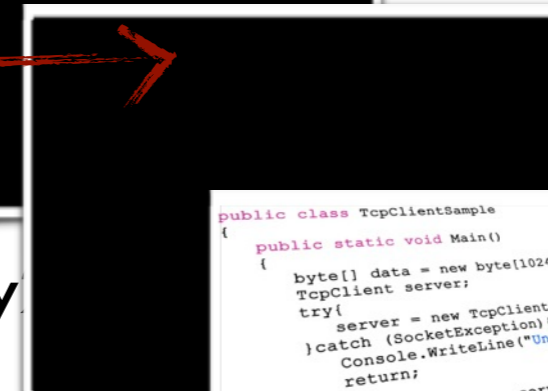 public class TcpClientSample
{
public static void Main()
{
byte[] data = new byte[1024
TcpClient server;
try{
server = new TcpClient
}catch (SocketException)
Console.WriteLine("Un
return;
y